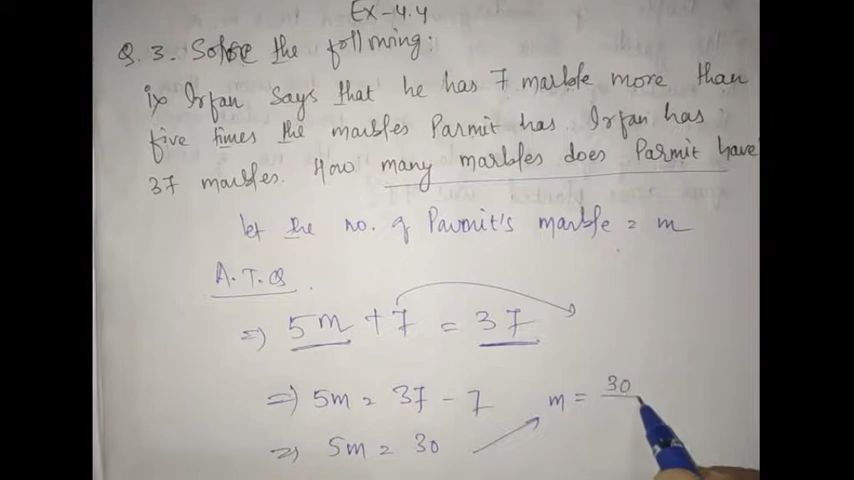 Ex-4.4
Q.3. Solve the following:
i) Irfan says that he has 7 marble more than
five times the marbles Parmit has Irfan has
37 marbles. How many marbles does Parmit have
let the no. of Parmit's marble = m
A.T.Q.
=) 5m + 7 = 37
=) 5m = 37 - 7
=) 5m = 30
m = 30